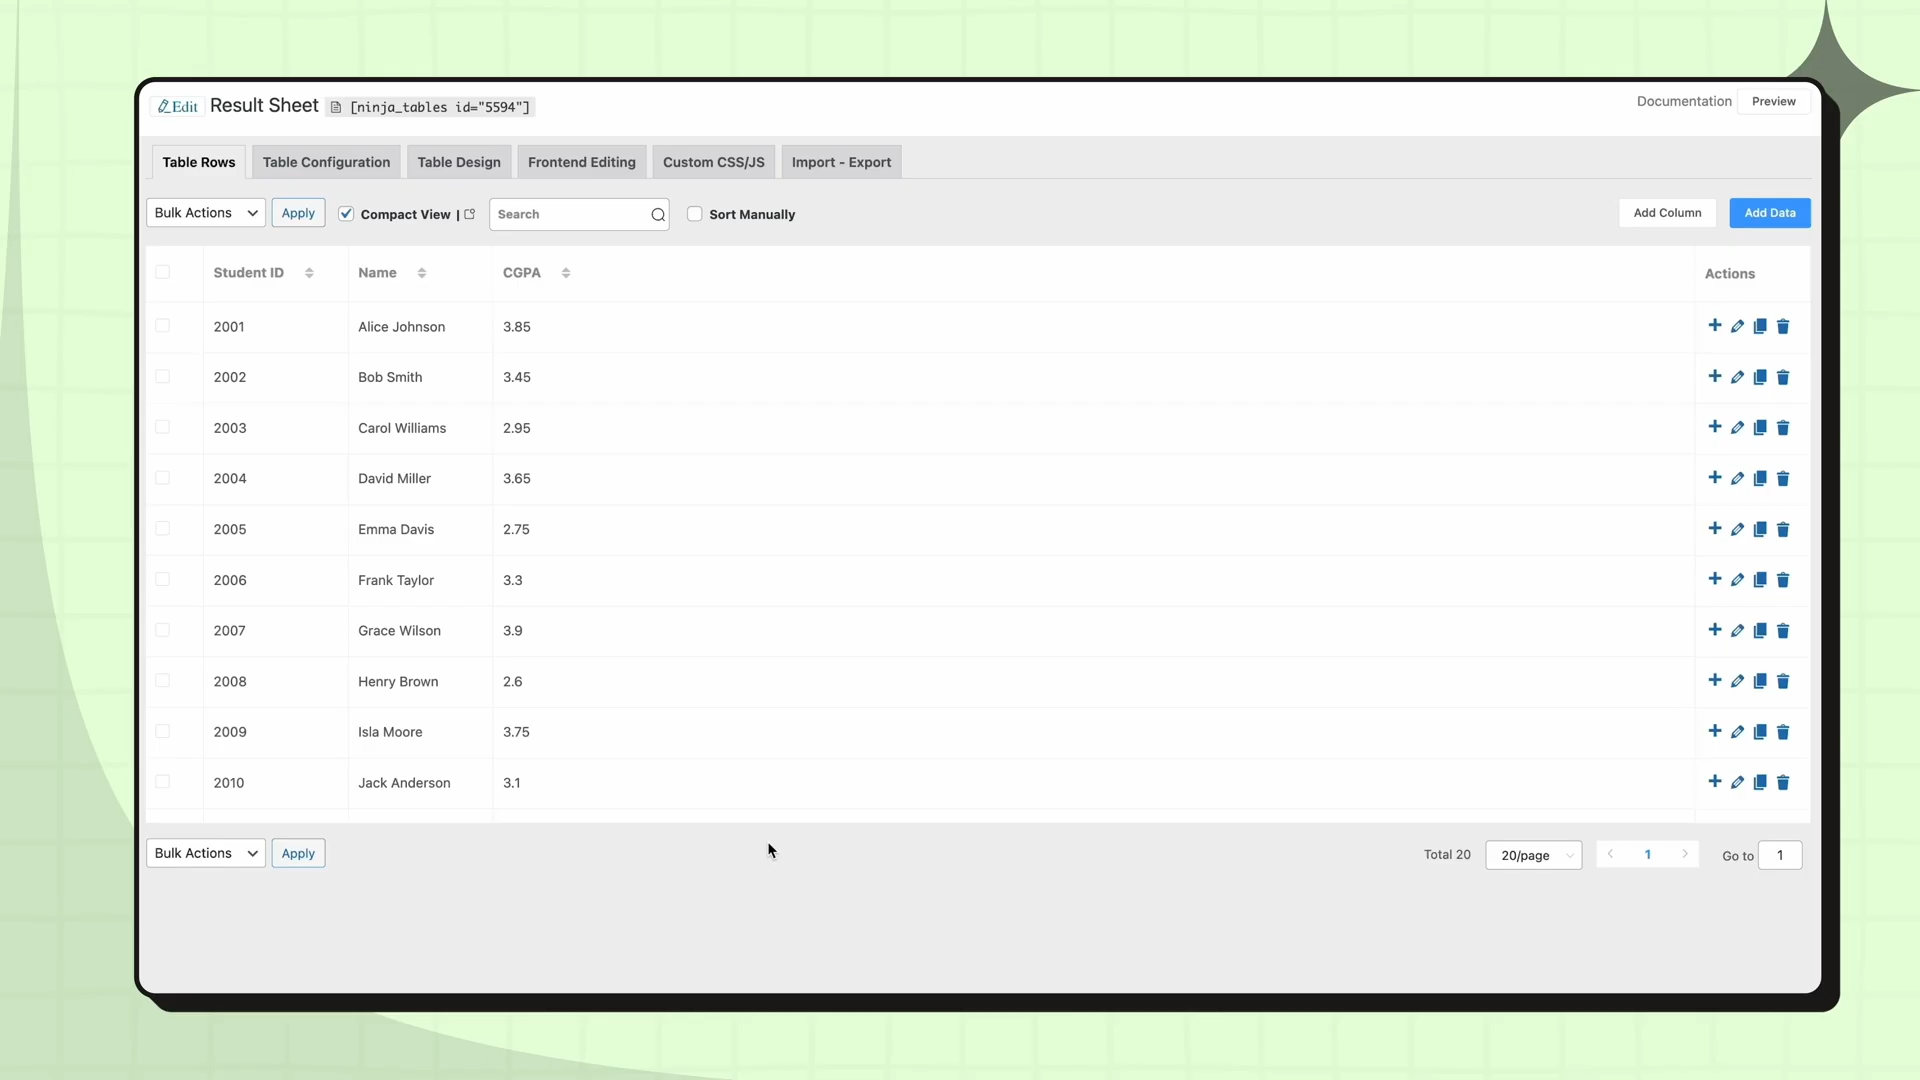 Edit Result Sheet [ninja_tables id="5594"] Documentation Preview
Table Rows Table Configuration Table Design Frontend Editing Custom CSS/JS Import - Export
Bulk Actions Apply Compact View | Search Sort Manually Add Column Add Data
Student ID Name CGPA Actions
2001 Alice Johnson 3.85
2002 Bob Smith 3.45
2003 Carol Williams 2.95
2004 David Miller 3.65
2005 Emma Davis 2.75
2006 Frank Taylor 3.3
2007 Grace Wilson 3.9
2008 Henry Brown 2.6
2009 Isla Moore 3.75
2010 Jack Anderson 3.1
Bulk Actions Apply Total 20 20/page 1 Go to 1